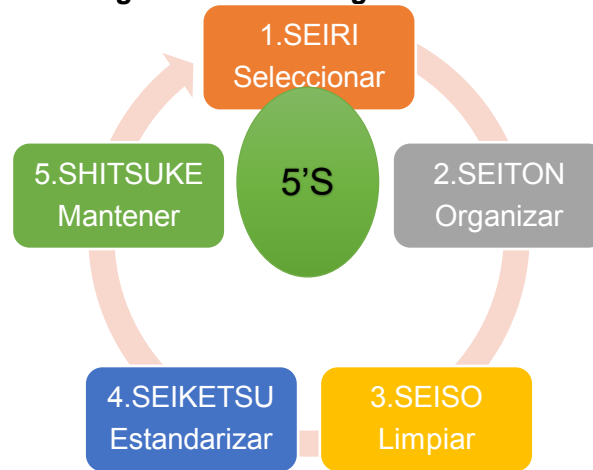 1.SEIRI
Seleccionar
5'S
2.SEITON
Organizar
3.SEISO
Limpiar
4.SEIKETSU
Estandarizar
5.SHITSUKE
Mantener